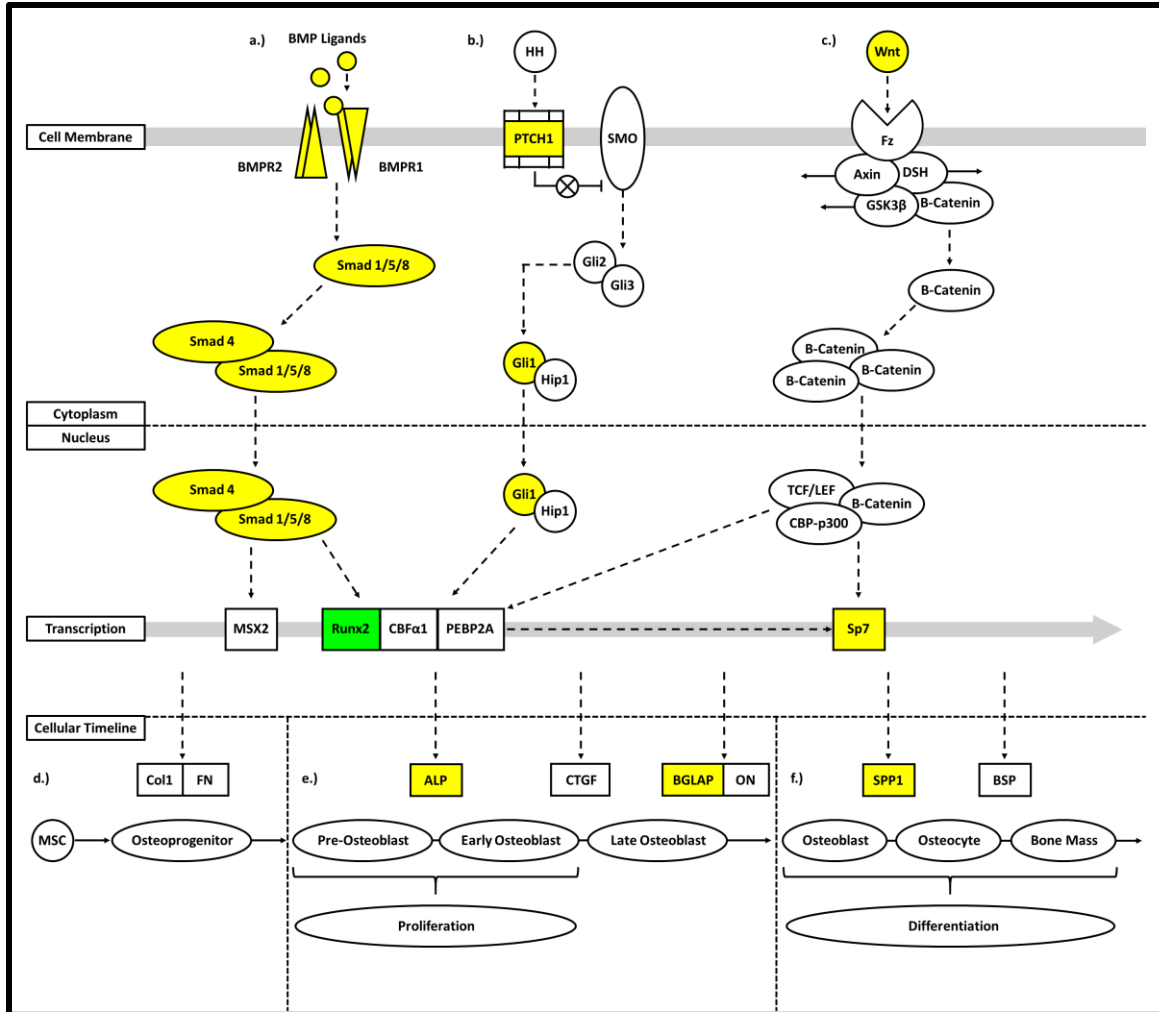 a.)
BMP Ligands
b.)
HH
c.)
Wnt
Cell Membrane
BMPR2
BMPR1
PTCH1
SMO
Fz
Axin
DSH
GSK3β
B-Catenin
Smad 1/5/8
Gli2
Gli3
B-Catenin
Smad 4
Smad 1/5/8
Gli1
Hip1
B-Catenin
B-Catenin
B-Catenin
Cytoplasm
Nucleus
Smad 4
Smad 1/5/8
Gli1
Hip1
TCF/LEF
B-Catenin
CBP-p300
Transcription
MSX2
Runx2
CBFα1
PEBP2A
Sp7
Cellular Timeline
d.)
Col1
FN
e.)
ALP
CTGF
BGLAP
ON
f.)
SPP1
BSP
MSC
Osteoprogenitor
Pre-Osteoblast
Early Osteoblast
Late Osteoblast
Osteoblast
Osteocyte
Bone Mass
Proliferation
Differentiation